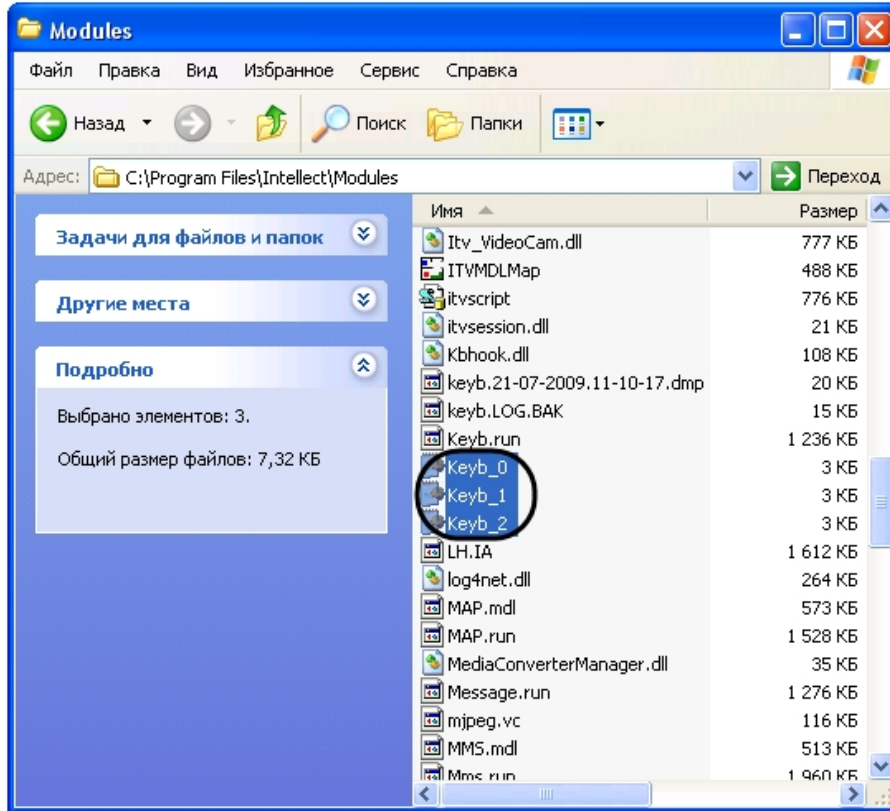 Modules
Файл Правка Вид Избранное Сервис Справка
Назад Поиск Папки
Адрес: C:\Program Files\Intellect\Modules Переход
Задачи для файлов и папок
Другие места
Подробно
Выбрано элементов: 3.
Общий размер файлов: 7,32 КБ
Имя Размер
Itv_VideoCam.dll 777 КБ
ITVMDLMap 488 КБ
itvscript 776 КБ
itvsession.dll 21 КБ
Kbhook.dll 108 КБ
keyb.21-07-2009.11-10-17.dmp 20 КБ
keyb.LOG.BAK 15 КБ
Keyb.run 1 236 КБ
Keyb_0 3 КБ
Keyb_1 3 КБ
Keyb_2 3 КБ
LH.IA 1 612 КБ
log4net.dll 264 КБ
MAP.mdl 573 КБ
MAP.run 1 528 КБ
MediaConverterManager.dll 35 КБ
Message.run 1 276 КБ
mjpeg.vc 116 КБ
MMS.mdl 513 КБ
Mms.run 1 960 КБ